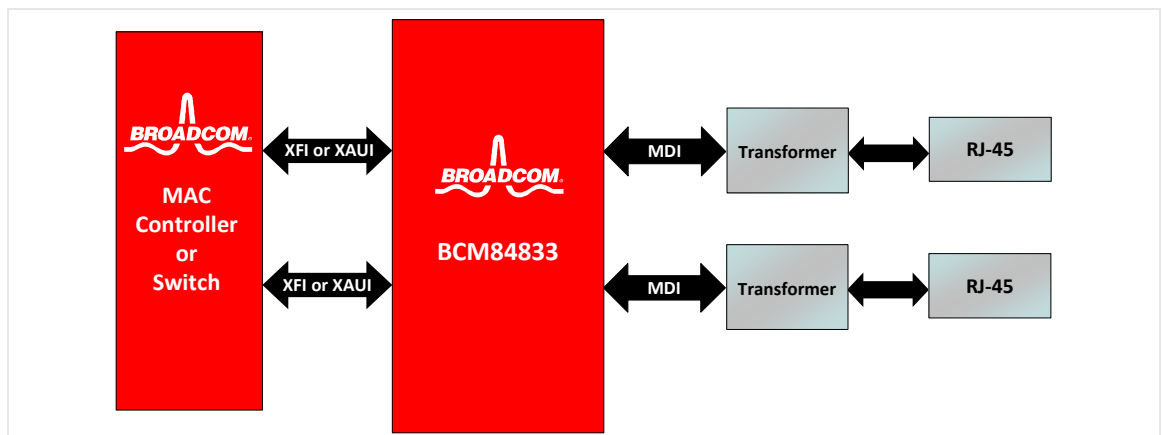 BROADCOM®
MAC
Controller
or
Switch
XFI or XAUI
XFI or XAUI
BROADCOM®
BCM84833
MDI
MDI
Transformer
Transformer
RJ-45
RJ-45